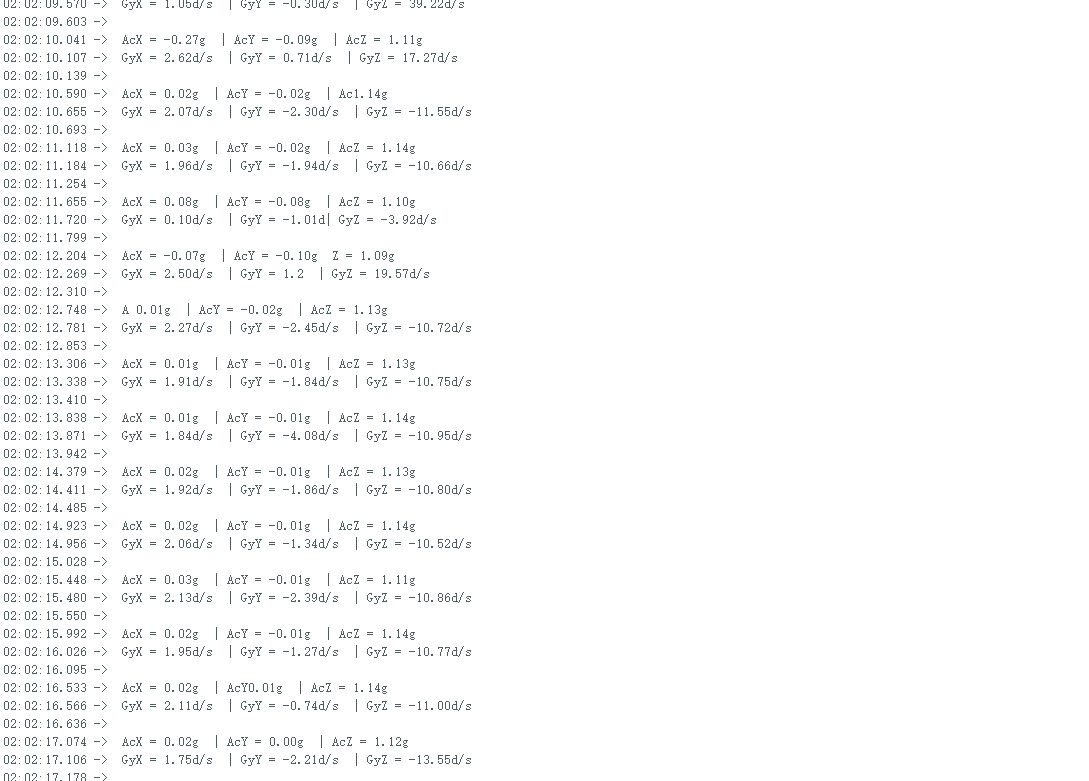 02:02:09.570 -> GyX = 1.05d/s | GyY = -0.30d/s | GyZ = 39.22d/s
02:02:09.603 ->
02:02:10.041 -> AcX = -0.27g | AcY = -0.09g | AcZ = 1.11g
02:02:10.107 -> GyX = 2.62d/s | GyY = 0.71d/s | GyZ = 17.27d/s
02:02:10.139 ->
02:02:10.590 -> AcX = 0.02g | AcY = -0.02g | Ac1.14g
02:02:10.655 -> GyX = 2.07d/s | GyY = -2.30d/s | GyZ = -11.55d/s
02:02:10.693 ->
02:02:11.118 -> AcX = 0.03g | AcY = -0.02g | AcZ = 1.14g
02:02:11.184 -> GyX = 1.96d/s | GyY = -1.94d/s | GyZ = -10.66d/s
02:02:11.254 ->
02:02:11.655 -> AcX = 0.08g | AcY = -0.08g | AcZ = 1.10g
02:02:11.720 -> GyX = 0.10d/s | GyY = -1.01d| GyZ = -3.92d/s
02:02:11.799 ->
02:02:12.204 -> AcX = -0.07g | AcY = -0.10g Z = 1.09g
02:02:12.269 -> GyX = 2.50d/s | GyY = 1.2 | GyZ = 19.57d/s
02:02:12.310 ->
02:02:12.748 -> A 0.01g | AcY = -0.02g | AcZ = 1.13g
02:02:12.781 -> GyX = 2.27d/s | GyY = -2.45d/s | GyZ = -10.72d/s
02:02:12.853 ->
02:02:13.306 -> AcX = 0.01g | AcY = -0.01g | AcZ = 1.13g
02:02:13.338 -> GyX = 1.91d/s | GyY = -1.84d/s | GyZ = -10.75d/s
02:02:13.410 ->
02:02:13.838 -> AcX = 0.01g | AcY = -0.01g | AcZ = 1.14g
02:02:13.871 -> GyX = 1.84d/s | GyY = -4.08d/s | GyZ = -10.95d/s
02:02:13.942 ->
02:02:14.379 -> AcX = 0.02g | AcY = -0.01g | AcZ = 1.13g
02:02:14.411 -> GyX = 1.92d/s | GyY = -1.86d/s | GyZ = -10.80d/s
02:02:14.485 ->
02:02:14.923 -> AcX = 0.02g | AcY = -0.01g | AcZ = 1.14g
02:02:14.956 -> GyX = 2.06d/s | GyY = -1.34d/s | GyZ = -10.52d/s
02:02:15.028 ->
02:02:15.448 -> AcX = 0.03g | AcY = -0.01g | AcZ = 1.11g
02:02:15.480 -> GyX = 2.13d/s | GyY = -2.39d/s | GyZ = -10.86d/s
02:02:15.550 ->
02:02:15.992 -> AcX = 0.02g | AcY = -0.01g | AcZ = 1.14g
02:02:16.026 -> GyX = 1.95d/s | GyY = -1.27d/s | GyZ = -10.77d/s
02:02:16.095 ->
02:02:16.533 -> AcX = 0.02g | AcY0.01g | AcZ = 1.14g
02:02:16.566 -> GyX = 2.11d/s | GyY = -0.74d/s | GyZ = -11.00d/s
02:02:16.636 ->
02:02:17.074 -> AcX = 0.02g | AcY = 0.00g | AcZ = 1.12g
02:02:17.106 -> GyX = 1.75d/s | GyY = -2.21d/s | GyZ = -13.55d/s
02:02:17.178 ->